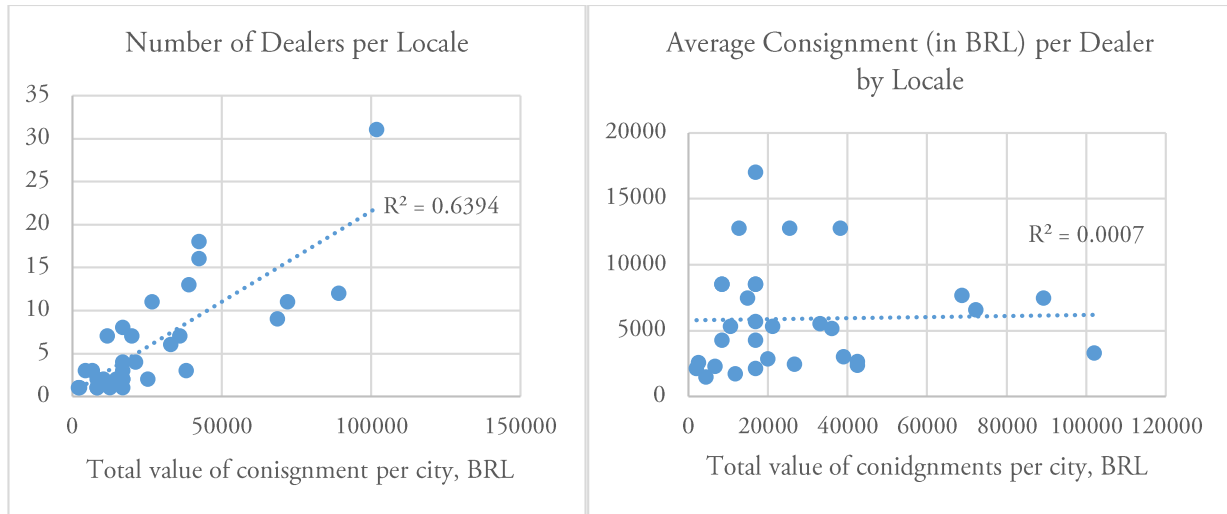 Number of Dealers per Locale
35
30
25
20
15
10
5
0
R² = 0.6394
0 50000 100000 150000
Total value of conisgnment per city, BRL
Average Consignment (in BRL) per Dealer
by Locale
20000
15000
10000
5000
0
R² = 0.0007
0 20000 40000 60000 80000 100000 120000
Total value of conidgnments per city, BRL